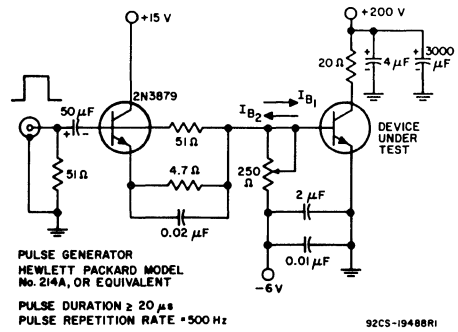 +15 V
+200 V
2N3879
20 Ω
4 μF
3000
μF
+
-
+
-
50 μF
+
-
I B1
I B2
DEVICE
UNDER
TEST
51 Ω
51 Ω
4.7 Ω
250
Ω
2 μF
0.02 μF
0.01 μF
-6 V
PULSE GENERATOR
HEWLETT PACKARD MODEL
No. 214A, OR EQUIVALENT
PULSE DURATION ≥ 20 μs
PULSE REPETITION RATE = 500 Hz
92CS-19488R1